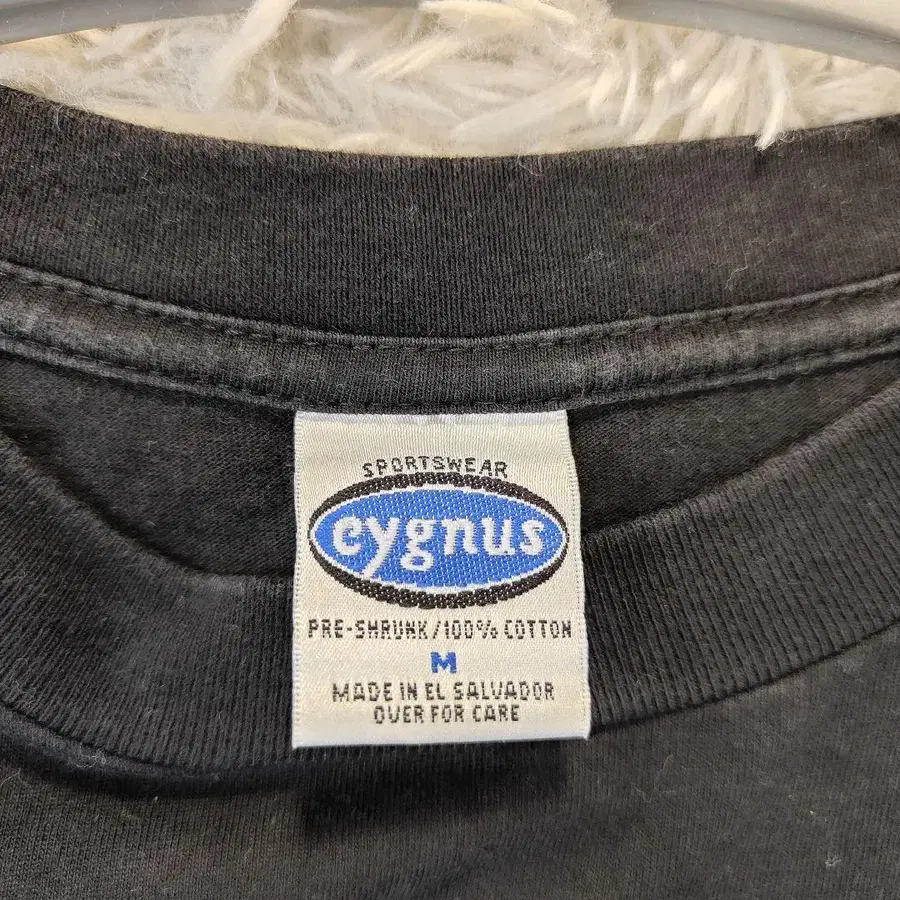 SPORTSWEAR
cygnus
PRE-SHRUNK/100% COTTON
M
MADE IN EL SALVADOR
OVER FOR CARE